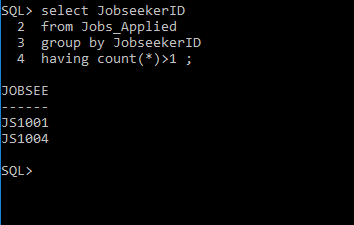 SQL> select JobseekerID
2 from Jobs_Applied
3 group by JobseekerID
4 having count(*)>1 ;
JOBSEE
------
JS1001
JS1004
SQL>